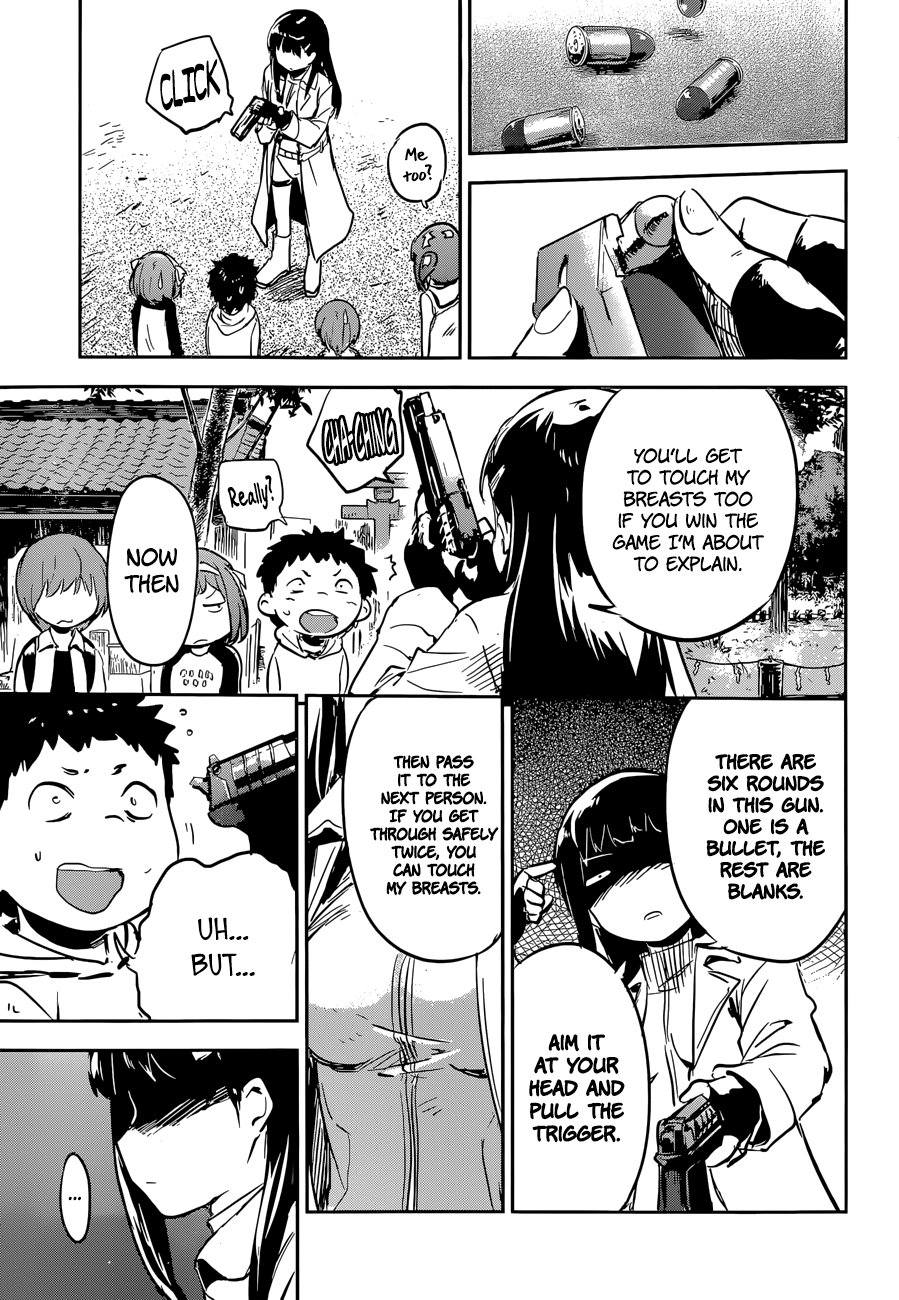 CLICK
Me
too?
YOU'LL GET
TO TOUCH MY
BREASTS TOO
IF YOU WIN THE
GAME I'M ABOUT
TO EXPLAIN.
CHA-CHING
Really?
NOW
THEN
THERE ARE
SIX ROUNDS
IN THIS GUN.
ONE IS A
BULLET, THE
REST ARE
BLANKS.
AIM IT
AT YOUR
HEAD AND
PULL THE
TRIGGER.
THEN PASS
IT TO THE
NEXT PERSON.
IF YOU GET
THROUGH SAFELY
TWICE, YOU
CAN TOUCH
MY BREASTS.
UH...
BUT...
...